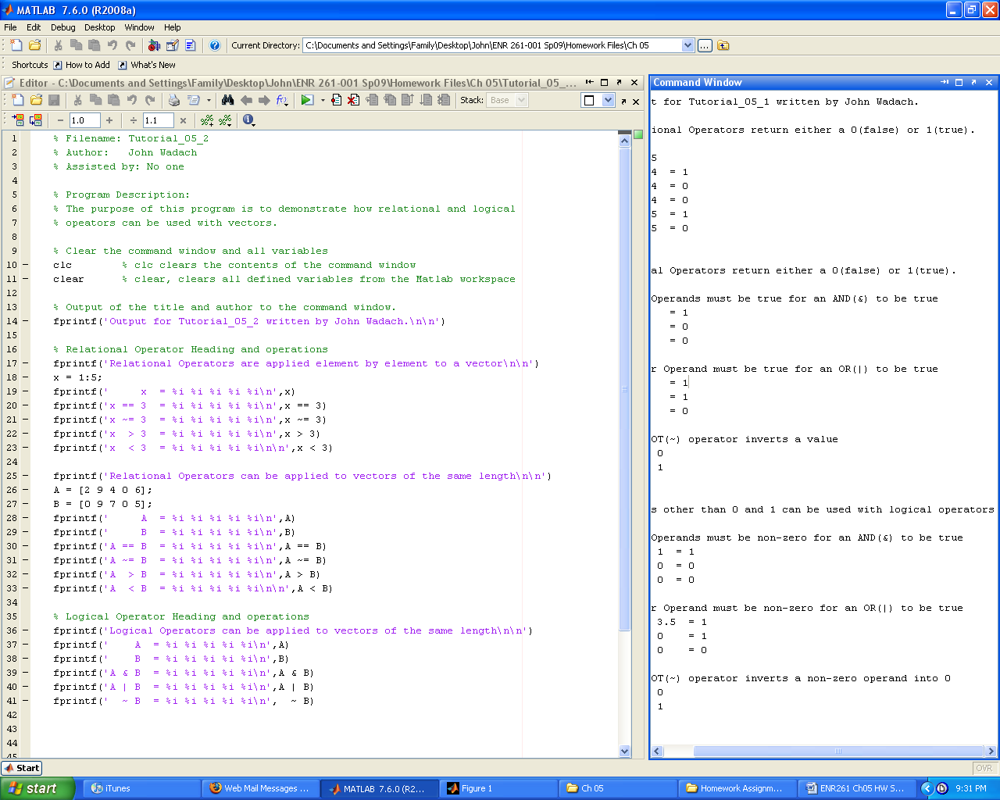 MATLAB 7.6.0 (R2008a)
File Edit Debug Desktop Window Help
Current Directory: C:\Documents and Settings\Family\Desktop\John\ENR 261-001 Sp09\Homework Files\Ch 05
Shortcuts How to Add What's New
Editor - C:\Documents and Settings\Family\Desktop\John\ENR 261-001 Sp09\Homework Files\Ch 05\Tutorial_05_...
Stack: Base
− 1.0 + ÷ 1.1 ×
1 % Filename: Tutorial_05_2
2 % Author:   John Wadach
3 % Assisted by: No one
4
5 % Program Description:
6 % The purpose of this program is to demonstrate how relational and logical
7 % opeators can be used with vectors.
8
9 % Clear the command window and all variables
10 – clc        % clc clears the contents of the command window
11 – clear      % clear, clears all defined variables from the Matlab workspace
12
13 % Output of the title and author to the command window.
14 – fprintf('Output for Tutorial_05_2 written by John Wadach.\n\n')
15
16 % Relational Operator Heading and operations
17 – fprintf('Relational Operators are applied element by element to a vector\n\n')
18 – x = 1:5;
19 – fprintf('     x  = %i %i %i %i %i\n',x)
20 – fprintf('x == 3  = %i %i %i %i %i\n',x == 3)
21 – fprintf('x ~= 3  = %i %i %i %i %i\n',x ~= 3)
22 – fprintf('x  > 3  = %i %i %i %i %i\n',x > 3)
23 – fprintf('x  < 3  = %i %i %i %i %i\n\n',x < 3)
24
25 – fprintf('Relational Operators can be applied to vectors of the same length\n\n')
26 – A = [2 9 4 0 6];
27 – B = [0 9 7 0 5];
28 – fprintf('     A  = %i %i %i %i %i\n',A)
29 – fprintf('     B  = %i %i %i %i %i\n',B)
30 – fprintf('A == B  = %i %i %i %i %i\n',A == B)
31 – fprintf('A ~= B  = %i %i %i %i %i\n',A ~= B)
32 – fprintf('A  > B  = %i %i %i %i %i\n',A > B)
33 – fprintf('A  < B  = %i %i %i %i %i\n\n',A < B)
34
35 % Logical Operator Heading and operations
36 – fprintf('Logical Operators can be applied to vectors of the same length\n\n')
37 – fprintf('    A  = %i %i %i %i %i\n',A)
38 – fprintf('    B  = %i %i %i %i %i\n',B)
39 – fprintf('A & B  = %i %i %i %i %i\n',A & B)
40 – fprintf('A | B  = %i %i %i %i %i\n',A | B)
41 – fprintf('  ~ B  = %i %i %i %i %i\n',  ~ B)
42
43
44
45
Command Window
t for Tutorial_05_1 written by John Wadach.
ional Operators return either a 0(false) or 1(true).
5
4  = 1
4  = 0
4  = 0
5  = 1
5  = 0
al Operators return either a 0(false) or 1(true).
Operands must be true for an AND(&) to be true
= 1
= 0
= 0
r Operand must be true for an OR(|) to be true
= 1
= 1
= 0
OT(~) operator inverts a value
0
1
s other than 0 and 1 can be used with logical operators
Operands must be non-zero for an AND(&) to be true
1  = 1
0  = 0
0  = 0
r Operand must be non-zero for an OR(|) to be true
3.5  = 1
0    = 1
0    = 0
OT(~) operator inverts a non-zero operand into 0
0
1
Start
OVR
start iTunes Web Mail Messages ... MATLAB 7.6.0 (R2... Figure 1 Ch 05 Homework Assignm... ENR261 Ch05 HW S... 9:31 PM